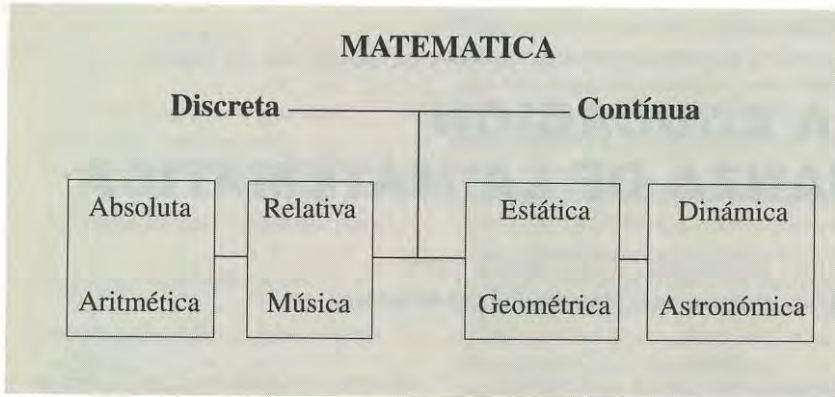 MATEMATICA
Discreta Contínua
Absoluta Relativa Estática Dinámica
Aritmética Música Geométrica Astronómica